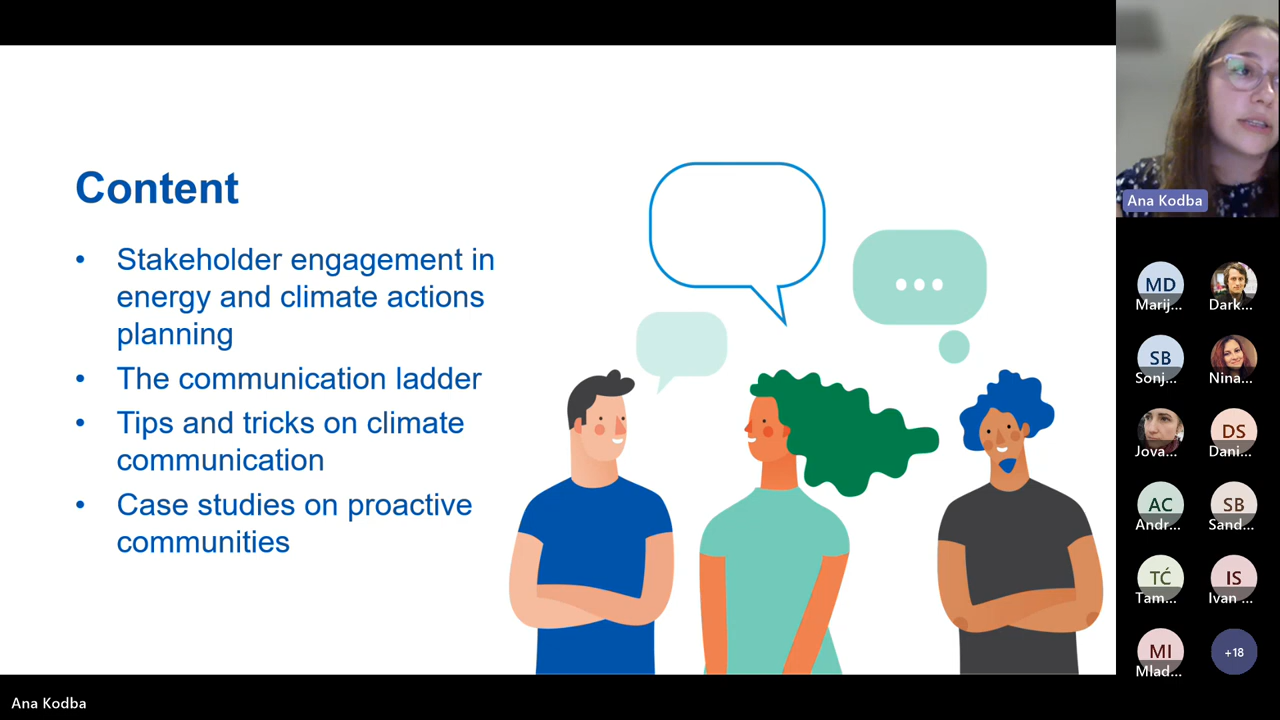 Content
• Stakeholder engagement in
energy and climate actions
planning
• The communication ladder
• Tips and tricks on climate
communication
• Case studies on proactive
communities
Ana Kodba
MD
Marij...
Dark...
SB
Sonj...
Nina...
Jova...
DS
Dani...
AC
Andr...
SB
Sand...
TĆ
Tam...
IS
Ivan ...
MI
Mlad...
+18
Ana Kodba